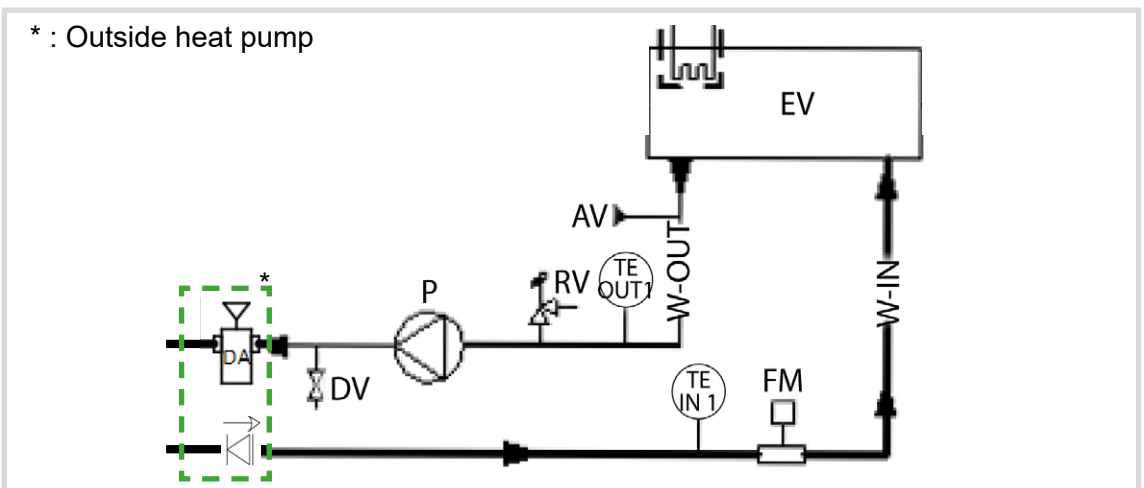 * : Outside heat pump
EV
AV
W-OUT
W-IN
*
P
RV
TE
OUT1
DA
DV
TE
IN 1
FM